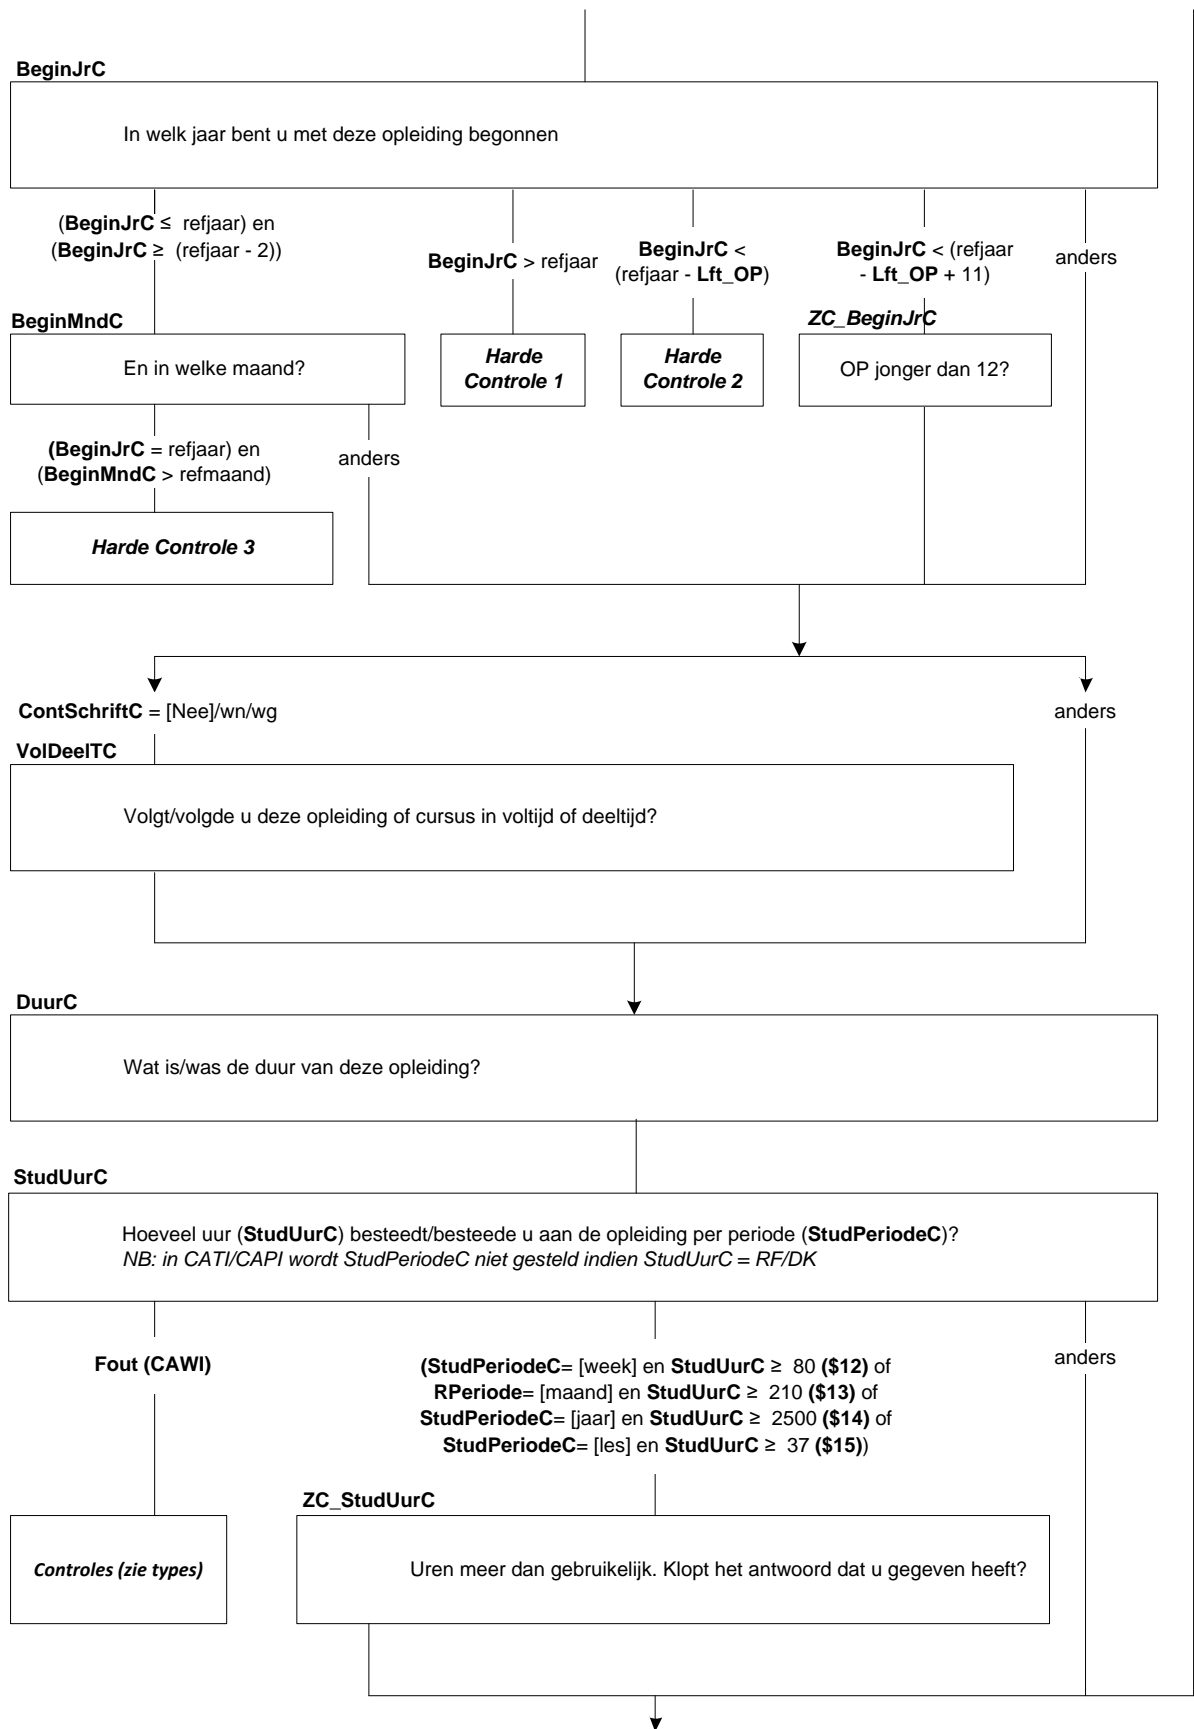 BeginJrC
In welk jaar bent u met deze opleiding begonnen
(BeginJrC ≤ refjaar) en
(BeginJrC ≥ (refjaar - 2))
BeginJrC > refjaar
BeginJrC <
(refjaar - Lft_OP)
BeginJrC < (refjaar
- Lft_OP + 11)
anders
BeginMndC
En in welke maand?
Harde
Controle 1
Harde
Controle 2
ZC_BeginJrC
OP jonger dan 12?
(BeginJrC = refjaar) en
(BeginMndC > refmaand)
anders
Harde Controle 3
ContSchriftC = [Nee]/wn/wg
anders
VolDeelTC
Volgt/volgde u deze opleiding of cursus in voltijd of deeltijd?
DuurC
Wat is/was de duur van deze opleiding?
StudUurC
Hoeveel uur (StudUurC) besteedt/besteede u aan de opleiding per periode (StudPeriodeC)?
NB: in CATI/CAPI wordt StudPeriodeC niet gesteld indien StudUurC = RF/DK
Fout (CAWI)
(StudPeriodeC= [week] en StudUurC ≥ 80 ($12) of
RPeriode= [maand] en StudUurC ≥ 210 ($13) of
StudPeriodeC= [jaar] en StudUurC ≥ 2500 ($14) of
StudPeriodeC= [les] en StudUurC ≥ 37 ($15))
anders
Controles (zie types)
ZC_StudUurC
Uren meer dan gebruikelijk. Klopt het antwoord dat u gegeven heeft?